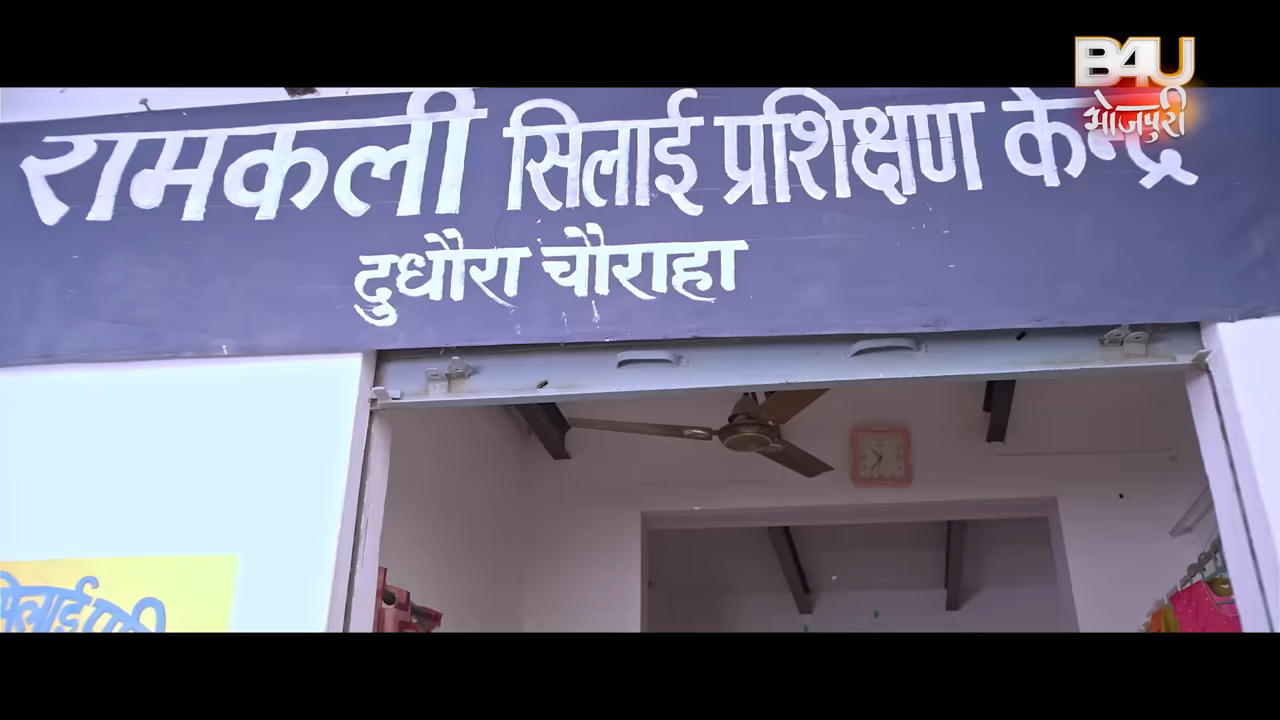 B4U
भोजपुरी
रामकली सिलाई प्रशिक्षण केन्द्र
दुधौरा चौराहा
सिलाई